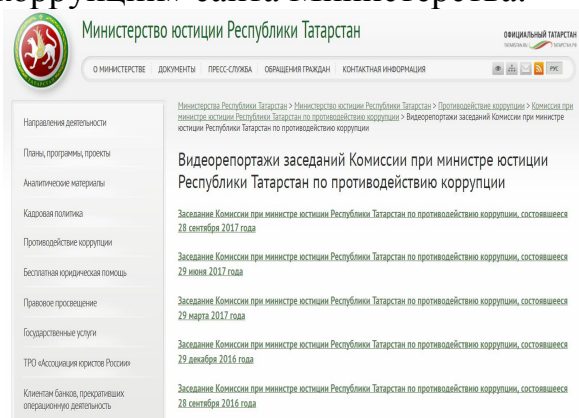 коррупции» сайта Министерства.
Министерство юстиции Республики Татарстан
ОФИЦИАЛЬНЫЙ ТАТАРСТАН
О МИНИСТЕРСТВЕ ДОКУМЕНТЫ ПРЕСС-СЛУЖБА ОБРАЩЕНИЯ ГРАЖДАН КОНТАКТНАЯ ИНФОРМАЦИЯ
РУС
Министерства Республики Татарстан > Министерство юстиции Республики Татарстан > Противодействие коррупции > Комиссия при
министре юстиции Республики Татарстан по противодействию коррупции > Видеорепортажи заседаний Комиссии при министре
юстиции Республики Татарстан по противодействию коррупции
Направления деятельности
Планы, программы, проекты
Аналитические материалы
Кадровая политика
Противодействие коррупции
Бесплатная юридическая помощь
Правовое просвещение
Государственные услуги
ТРО «Ассоциация юристов России»
Клиентам банков, прекративших
операционную деятельность
Видеорепортажи заседаний Комиссии при министре юстиции
Республики Татарстан по противодействию коррупции
Заседание Комиссии при министре юстиции Республики Татарстан по противодействию коррупции, состоявшееся
28 сентября 2017 года
Заседание Комиссии при министре юстиции Республики Татарстан по противодействию коррупции, состоявшееся
29 июня 2017 года
Заседание Комиссии при министре юстиции Республики Татарстан по противодействию коррупции, состоявшееся
29 марта 2017 года
Заседание Комиссии при министре юстиции Республики Татарстан по противодействию коррупции, состоявшееся
29 декабря 2016 года
Заседание Комиссии при министре юстиции Республики Татарстан по противодействию коррупции, состоявшееся
28 сентября 2016 года